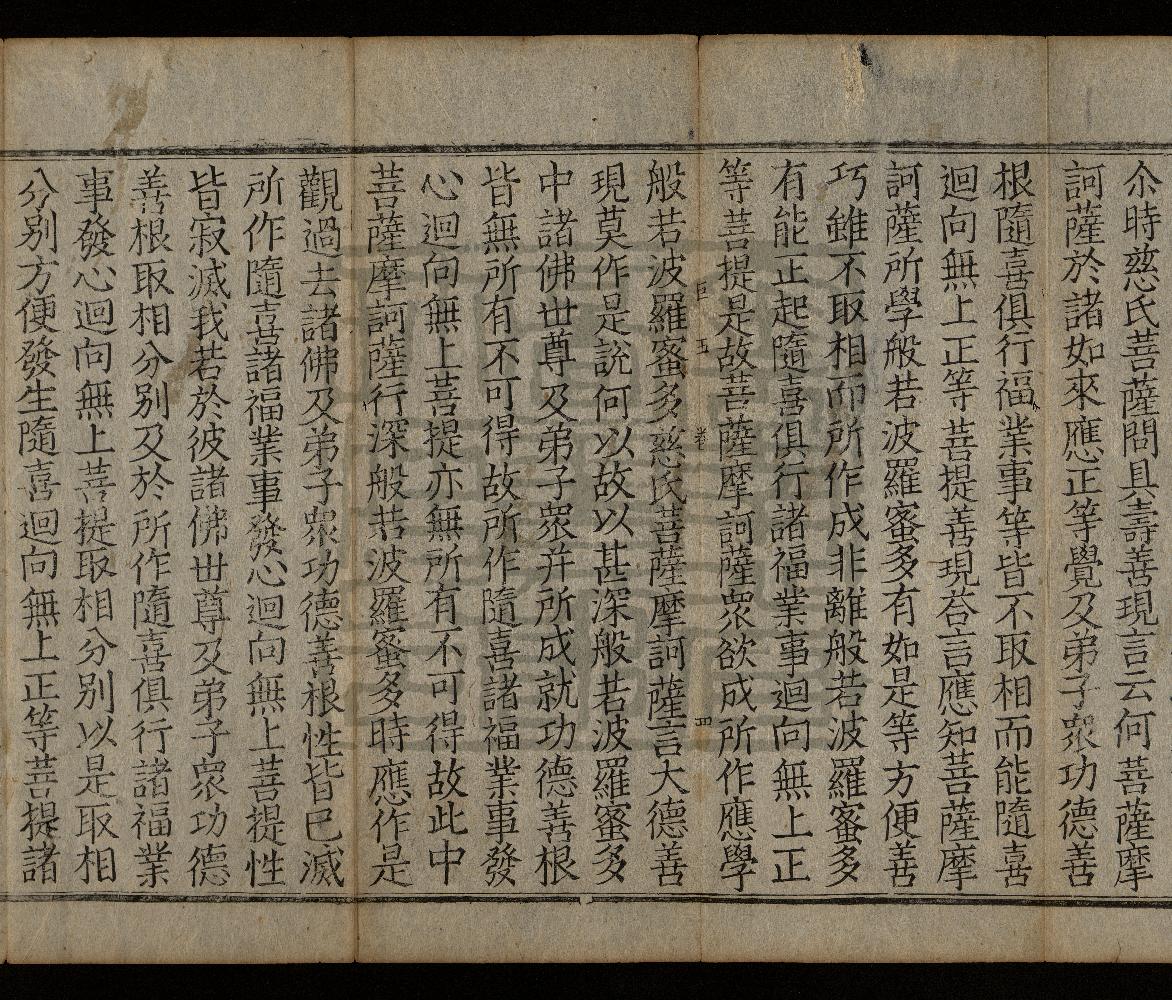 尒時慈氏菩薩問具壽善現言云何菩薩摩
訶薩於諸如來應正等覺及弟子衆功德善
根隨喜俱行福業事等皆不取相而能隨喜
迴向無上正等菩提善現荅言應知菩薩摩
訶薩所學般若波羅蜜多有如是等方便善
巧雖不取相而所作成非離般若波羅蜜多
有能正起隨喜俱行諸福業事迴向無上正
等菩提是故菩薩摩訶薩衆欲成所作應學
般若波羅蜜多慈氏菩薩摩訶薩言大德善
現莫作是說何以故以甚深般若波羅蜜多
中諸佛世尊及弟子衆并所成就功德善根
皆無所有不可得故所作隨喜諸福業事發
心迴向無上菩提亦無所有不可得故此中
菩薩摩訶薩行深般若波羅蜜多時應作是
觀過去諸佛及弟子衆功德善根性皆已滅
所作隨喜諸福業事發心迴向無上菩提性
皆寂滅我若於彼諸佛世尊及弟子衆功德
善根取相分別及於所作隨喜俱行諸福業
事發心迴向無上菩提取相分別以是取相
分別方便發生隨喜迴向無上正等菩提諸